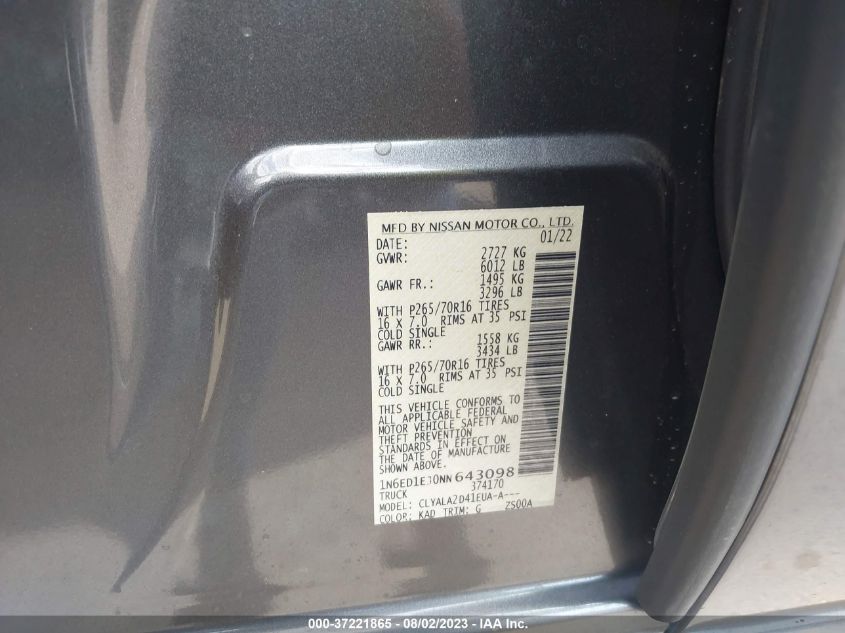 MFD BY NISSAN MOTOR CO., LTD.
DATE: 01/22
GVWR: 2727 KG
6012 LB
GAWR FR.: 1495 KG
3296 LB
WITH P265/70R16 TIRES
16 X 7.0 RIMS AT 35 PSI
COLD SINGLE
GAWR RR.: 1558 KG
3434 LB
WITH P265/70R16 TIRES
16 X 7.0 RIMS AT 35 PSI
COLD SINGLE
THIS VEHICLE CONFORMS TO
ALL APPLICABLE FEDERAL
MOTOR VEHICLE SAFETY AND
THEFT PREVENTION
STANDARDS IN EFFECT ON
THE DATE OF MANUFACTURE
SHOWN ABOVE.
1N6ED1EJ0NN643098
TRUCK 374170
MODEL: CLYALA2D41EUA-A---
COLOR: KAD TRIM: G ZS00A
000-37221865 - 08/02/2023 - IAA Inc.